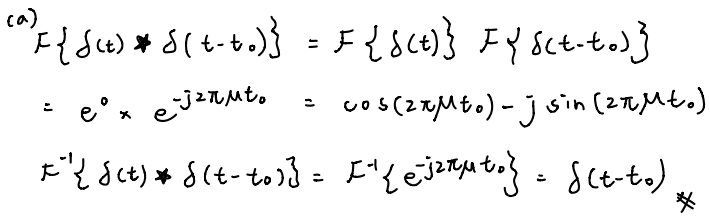 (a) F{δ(t) ★ δ(t-t₀)} = F{δ(t)} F{δ(t-t₀)}
= e⁰ × e^{-j2πμt₀} = cos(2πμt₀) - j sin(2πμt₀)
F⁻¹{δ(t) ★ δ(t-t₀)} = F⁻¹{e^{-j2πμt₀}} = δ(t-t₀) #